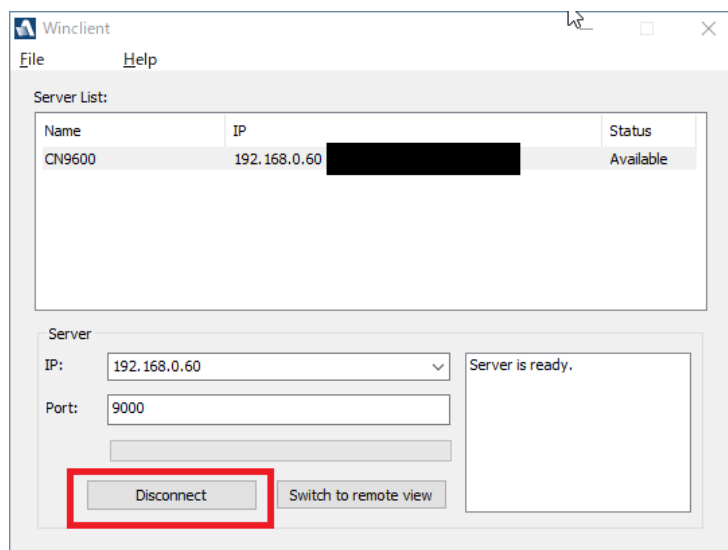 Winclient
File Help
Server List:
Name IP Status
CN9600 192.168.0.60 Available
Server
IP: 192.168.0.60 Server is ready.
Port: 9000
Disconnect Switch to remote view